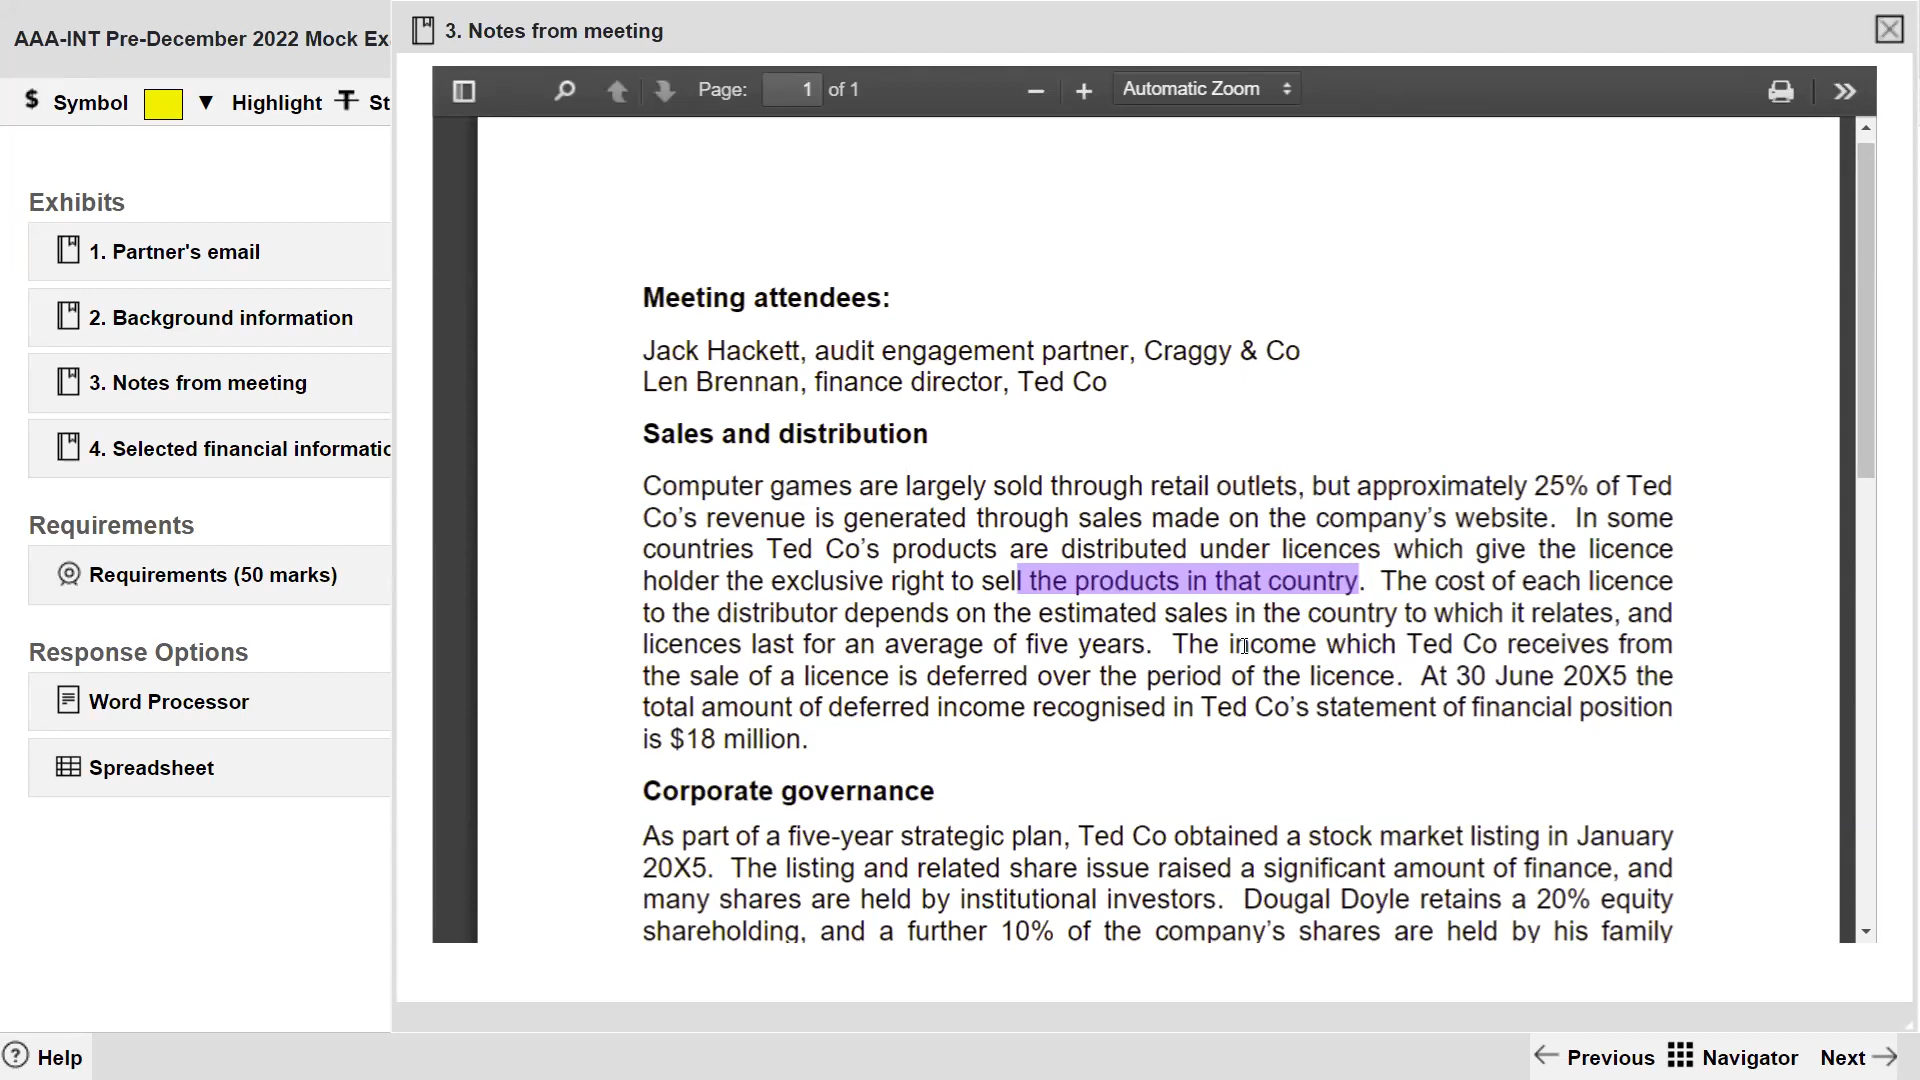 AAA-INT Pre-December 2022 Mock Ex
3. Notes from meeting
$ Symbol ▼ Highlight T St
Page: 1 of 1 Automatic Zoom
Exhibits
1. Partner's email
2. Background information
3. Notes from meeting
4. Selected financial informatio
Requirements
Requirements (50 marks)
Response Options
Word Processor
Spreadsheet
Meeting attendees:
Jack Hackett, audit engagement partner, Craggy & Co
Len Brennan, finance director, Ted Co
Sales and distribution
Computer games are largely sold through retail outlets, but approximately 25% of Ted
Co's revenue is generated through sales made on the company's website. In some
countries Ted Co's products are distributed under licences which give the licence
holder the exclusive right to sell the products in that country. The cost of each licence
to the distributor depends on the estimated sales in the country to which it relates, and
licences last for an average of five years. The income which Ted Co receives from
the sale of a licence is deferred over the period of the licence. At 30 June 20X5 the
total amount of deferred income recognised in Ted Co's statement of financial position
is $18 million.
Corporate governance
As part of a five-year strategic plan, Ted Co obtained a stock market listing in January
20X5. The listing and related share issue raised a significant amount of finance, and
many shares are held by institutional investors. Dougal Doyle retains a 20% equity
shareholding, and a further 10% of the company's shares are held by his family
? Help
Previous Navigator Next